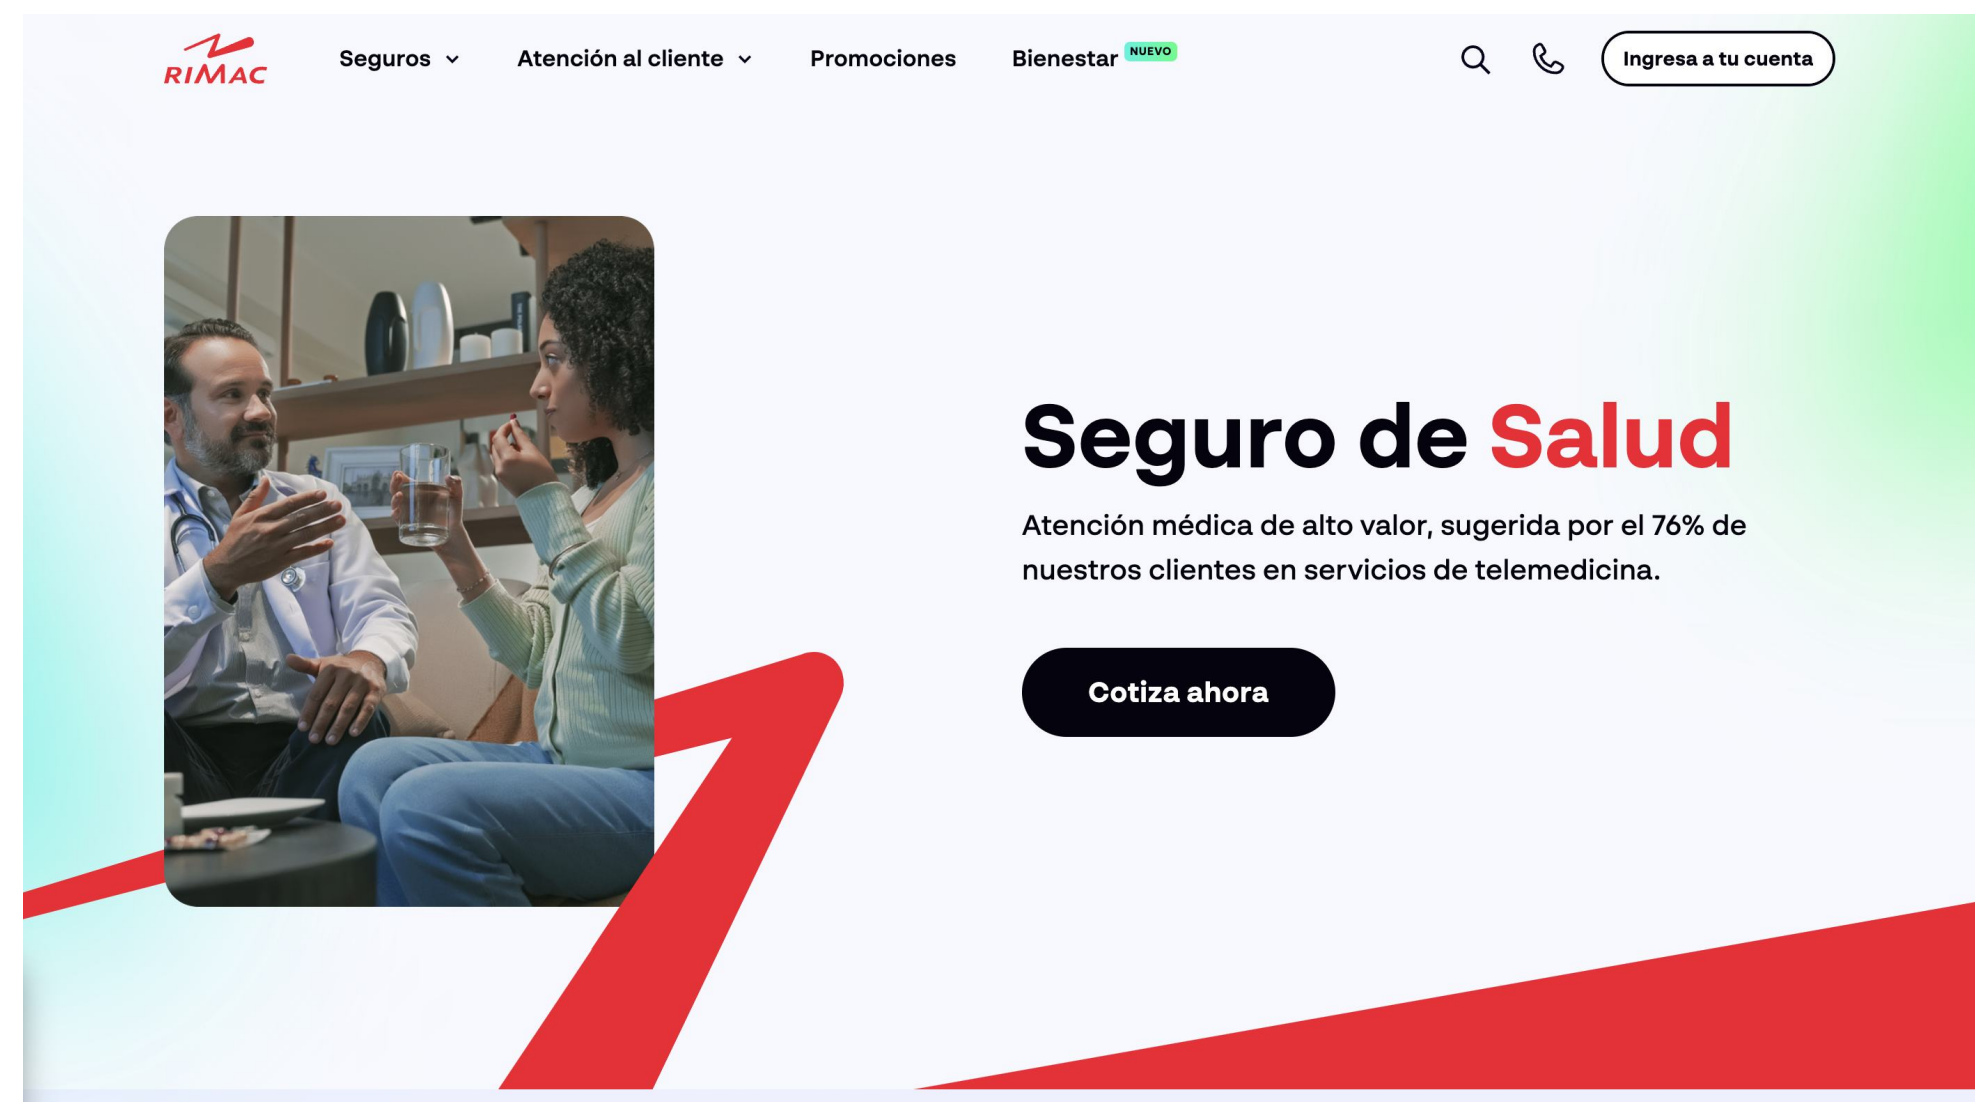 RIMAC
Seguros
Atención al cliente
Promociones
Bienestar NUEVO
Ingresa a tu cuenta
Seguro de Salud
Atención médica de alto valor, sugerida por el 76% de
nuestros clientes en servicios de telemedicina.
Cotiza ahora